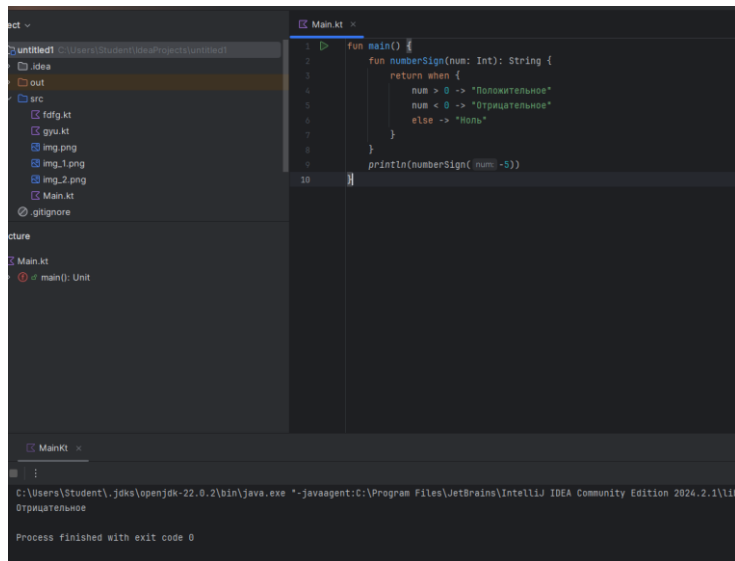 ect
Main.kt
untitled1 C:\Users\Student\IdeaProjects\untitled1
.idea
out
src
fdfg.kt
gyu.kt
img.png
img_1.png
img_2.png
Main.kt
.gitignore
1 fun main() {
2 fun numberSign(num: Int): String {
3 return when {
4 num > 0 -> "Положительное"
5 num < 0 -> "Отрицательное"
6 else -> "Ноль"
7 }
8 }
9 println(numberSign( num: -5))
10 }
cture
Main.kt
main(): Unit
MainKt
C:\Users\Student\.jdks\openjdk-22.0.2\bin\java.exe "-javaagent:C:\Program Files\JetBrains\IntelliJ IDEA Community Edition 2024.2.1\li
Отрицательное
Process finished with exit code 0